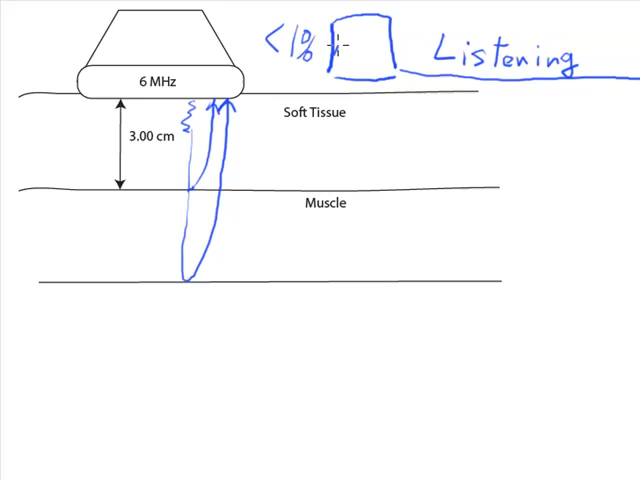 < 1% Listening
6 MHz
Soft Tissue
3.00 cm
Muscle